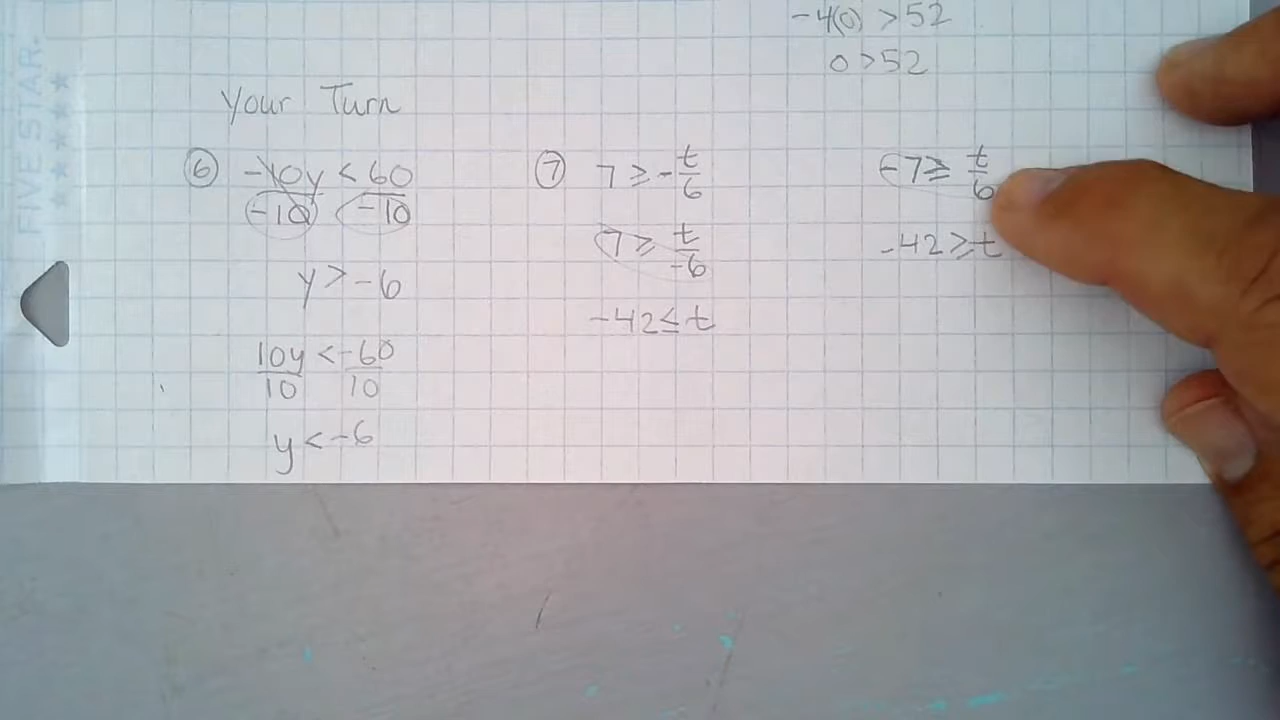 -4(0) > 52
0 > 52
FIVE STAR.
Your Turn
⑥ -10y < 60
-10 -10
y > -6
10y < -60
10 10
y < -6
⑦ 7 ≥ -t/6
7 ≥ t/-6
-42 ≤ t
-7 ≥ t/6
-42 ≥ t